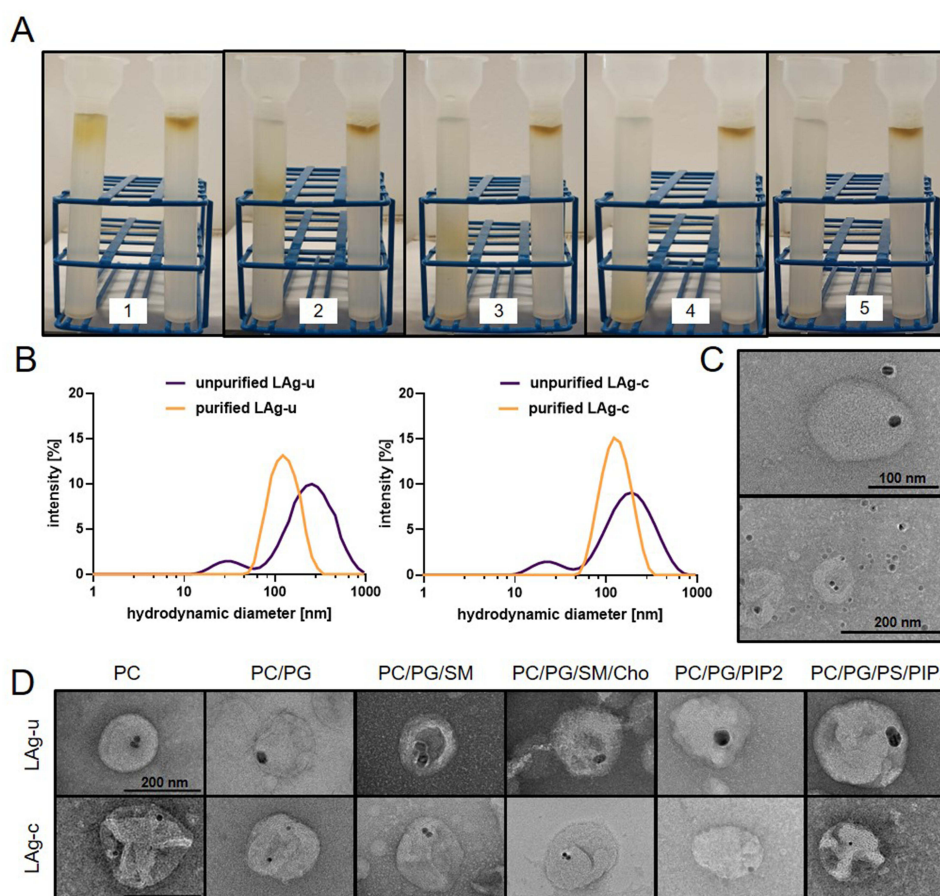 A
1
2
3
4
5
B
unpurified LAg-u
purified LAg-u
20
15
10
5
0
intensity [%]
1
10
100
1000
hydrodynamic diameter [nm]
unpurified LAg-c
purified LAg-c
20
15
10
5
0
intensity [%]
1
10
100
1000
hydrodynamic diameter [nm]
C
100 nm
200 nm
D
PC
PC/PG
PC/PG/SM
PC/PG/SM/Cho
PC/PG/PIP2
PC/PG/PS/PIP
LAg-u
200 nm
LAg-c